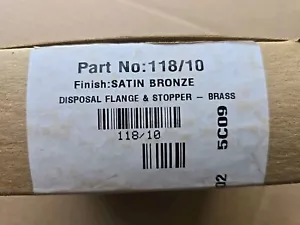 Part No:118/10
Finish:SATIN BRONZE
DISPOSAL FLANGE & STOPPER — BRASS
118/10
5C09
02